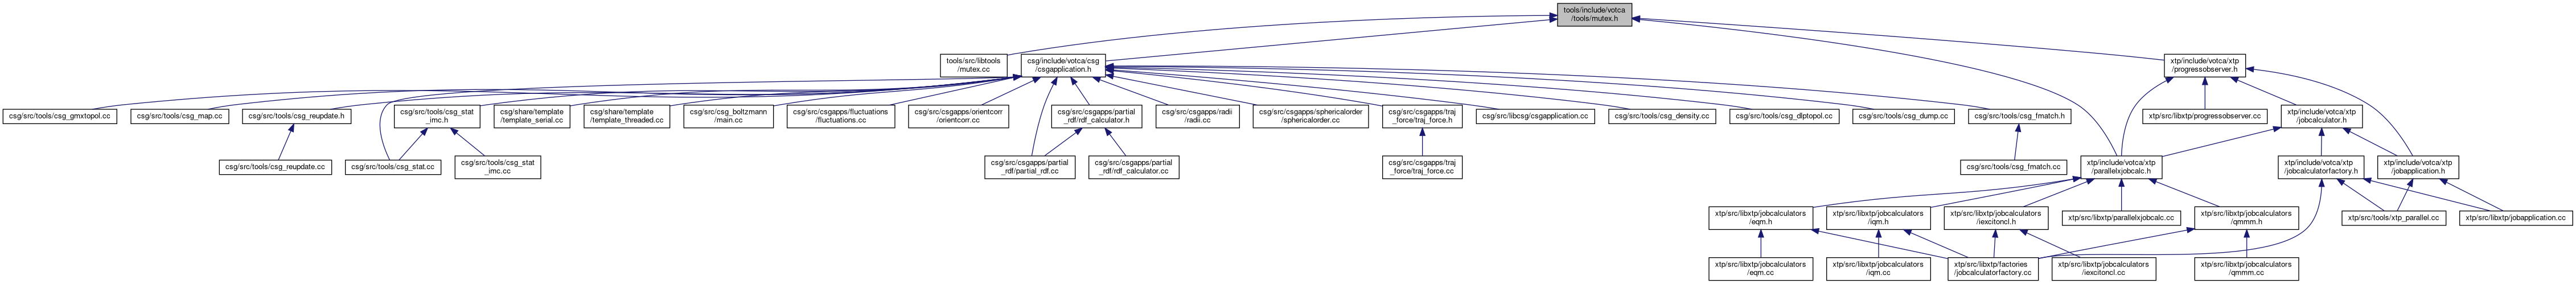 tools/include/votca
/tools/mutex.h
tools/src/libtools
/mutex.cc
csg/include/votca/csg
/csgapplication.h
xtp/include/votca/xtp
/progressobserver.h
csg/src/tools/csg_gmxtopol.cc
csg/src/tools/csg_map.cc
csg/src/tools/csg_reupdate.h
csg/src/tools/csg_stat
_imc.h
csg/share/template
/template_serial.cc
csg/share/template
/template_threaded.cc
csg/src/csg_boltzmann
/main.cc
csg/src/csgapps/fluctuations
/fluctuations.cc
csg/src/csgapps/orientcorr
/orientcorr.cc
csg/src/csgapps/partial
_rdf/rdf_calculator.h
csg/src/csgapps/radii
/radii.cc
csg/src/csgapps/sphericalorder
/sphericalorder.cc
csg/src/csgapps/traj
_force/traj_force.h
csg/src/libcsg/csgapplication.cc
csg/src/tools/csg_density.cc
csg/src/tools/csg_dlptopol.cc
csg/src/tools/csg_dump.cc
csg/src/tools/csg_fmatch.h
xtp/src/libxtp/progressobserver.cc
xtp/include/votca/xtp
/jobcalculator.h
csg/src/tools/csg_reupdate.cc
csg/src/tools/csg_stat.cc
csg/src/tools/csg_stat
_imc.cc
csg/src/csgapps/partial
_rdf/partial_rdf.cc
csg/src/csgapps/partial
_rdf/rdf_calculator.cc
csg/src/csgapps/traj
_force/traj_force.cc
csg/src/tools/csg_fmatch.cc
xtp/include/votca/xtp
/parallelxjobcalc.h
xtp/include/votca/xtp
/jobcalculatorfactory.h
xtp/include/votca/xtp
/jobapplication.h
xtp/src/libxtp/jobcalculators
/eqm.h
xtp/src/libxtp/jobcalculators
/iqm.h
xtp/src/libxtp/jobcalculators
/iexcitoncl.h
xtp/src/libxtp/parallelxjobcalc.cc
xtp/src/libxtp/jobcalculators
/qmmm.h
xtp/src/tools/xtp_parallel.cc
xtp/src/libxtp/jobapplication.cc
xtp/src/libxtp/jobcalculators
/eqm.cc
xtp/src/libxtp/jobcalculators
/iqm.cc
xtp/src/libxtp/factories
/jobcalculatorfactory.cc
xtp/src/libxtp/jobcalculators
/iexcitoncl.cc
xtp/src/libxtp/jobcalculators
/qmmm.cc